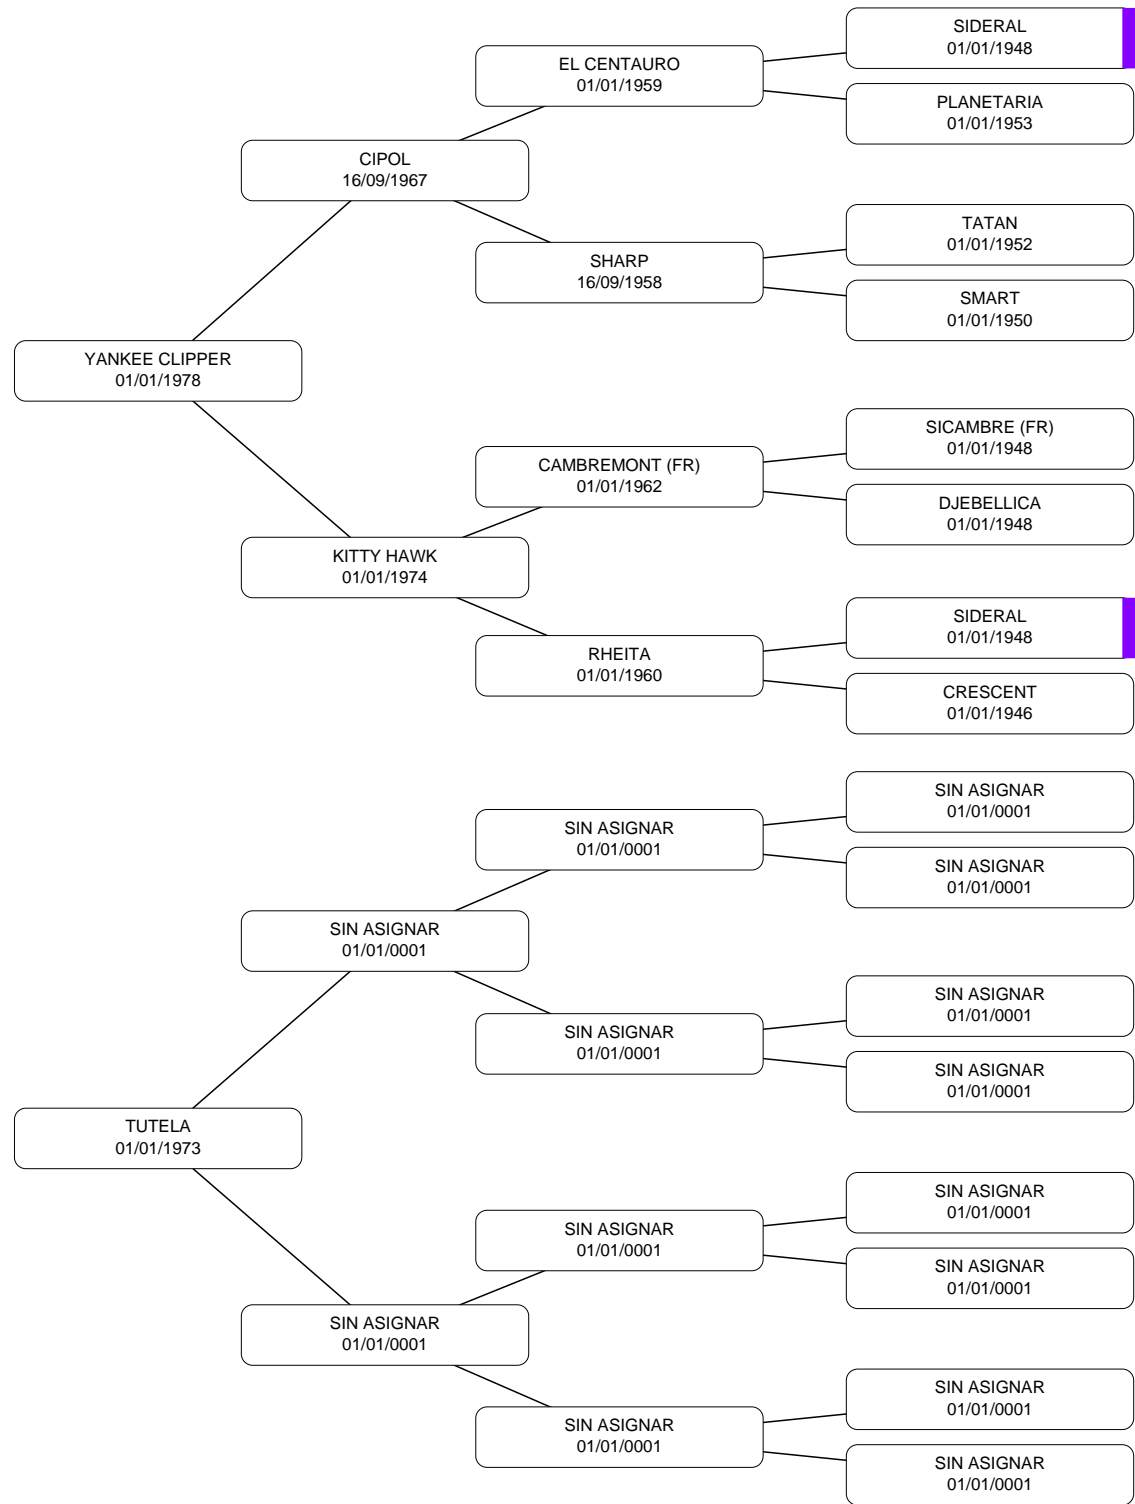 SIDERAL
01/01/1948
EL CENTAURO
01/01/1959
PLANETARIA
01/01/1953
CIPOL
16/09/1967
TATAN
01/01/1952
SHARP
16/09/1958
SMART
01/01/1950
YANKEE CLIPPER
01/01/1978
SICAMBRE (FR)
01/01/1948
CAMBREMONT (FR)
01/01/1962
DJEBELLICA
01/01/1948
KITTY HAWK
01/01/1974
SIDERAL
01/01/1948
RHEITA
01/01/1960
CRESCENT
01/01/1946
SIN ASIGNAR
01/01/0001
SIN ASIGNAR
01/01/0001
SIN ASIGNAR
01/01/0001
SIN ASIGNAR
01/01/0001
SIN ASIGNAR
01/01/0001
SIN ASIGNAR
01/01/0001
SIN ASIGNAR
01/01/0001
TUTELA
01/01/1973
SIN ASIGNAR
01/01/0001
SIN ASIGNAR
01/01/0001
SIN ASIGNAR
01/01/0001
SIN ASIGNAR
01/01/0001
SIN ASIGNAR
01/01/0001
SIN ASIGNAR
01/01/0001
SIN ASIGNAR
01/01/0001